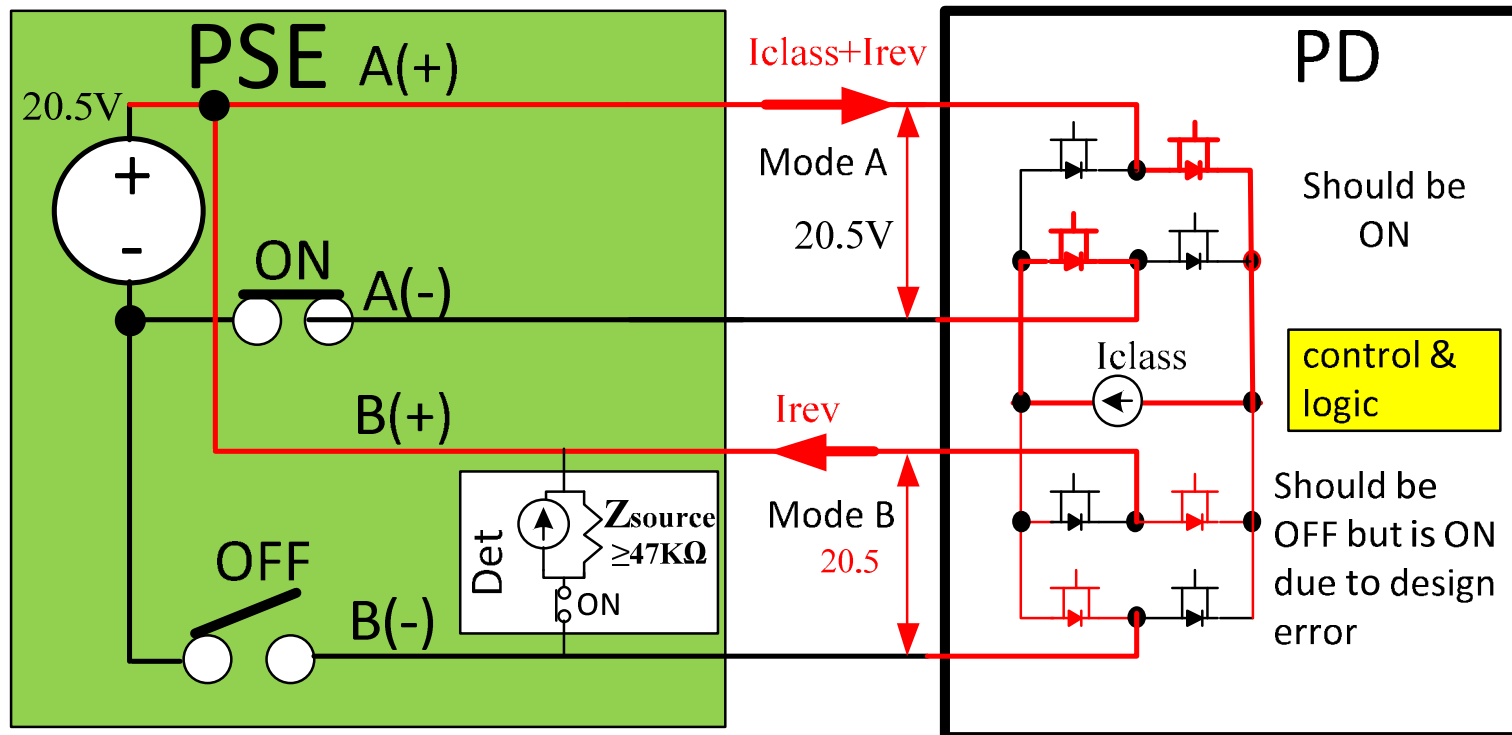 PSE
A(+)
20.5V
+
-
ON
A(-)
B(+)
Det
Zsource
≥47KΩ
ON
OFF
B(-)
Iclass+Irev
Mode A
20.5V
Irev
Mode B
20.5
PD
Should be
ON
Iclass
control &
logic
Should be
OFF but is ON
due to design
error